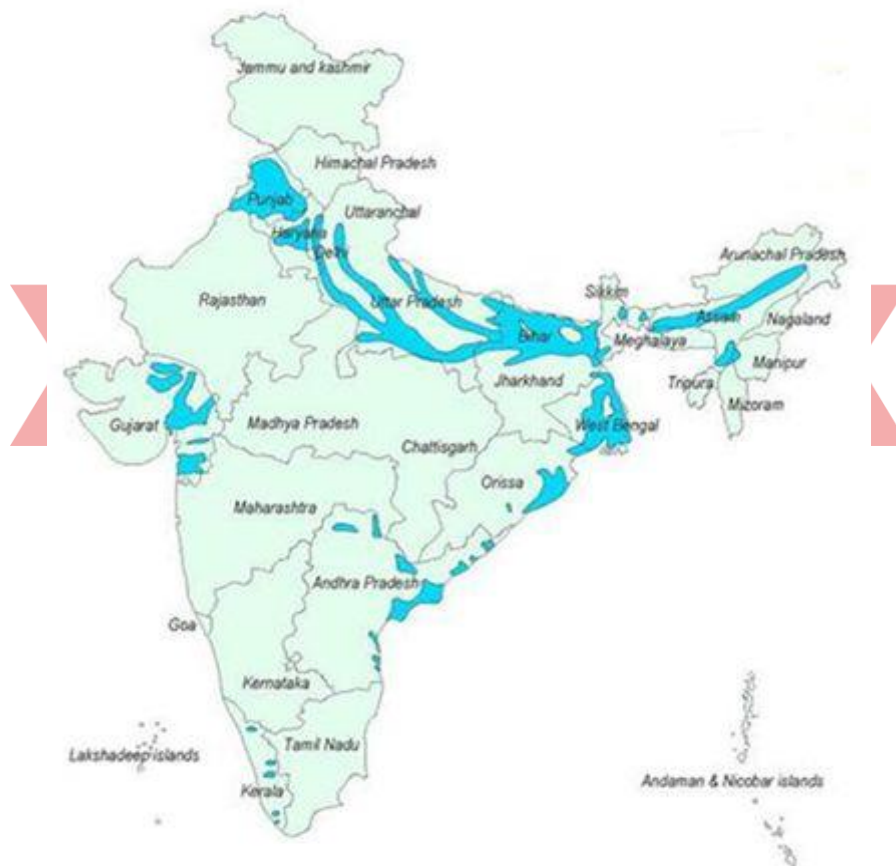 Jammu and kashmir
Himachal Pradesh
Punjab
Uttaranchal
Haryana
Delhi
Arunachal Pradesh
Sikkim
Rajasthan
Uttar Pradesh
Assam
Nagaland
Bihar
Meghalaya
Manipur
Jharkhand
Tripura
Mizoram
Gujarat
Madhya Pradesh
West Bengal
Chattisgarh
Orissa
Maharashtra
Andhra Pradesh
Goa
Kernataka
Tamil Nadu
Lakshadeep islands
Andaman & Nicobar islands
Kerala